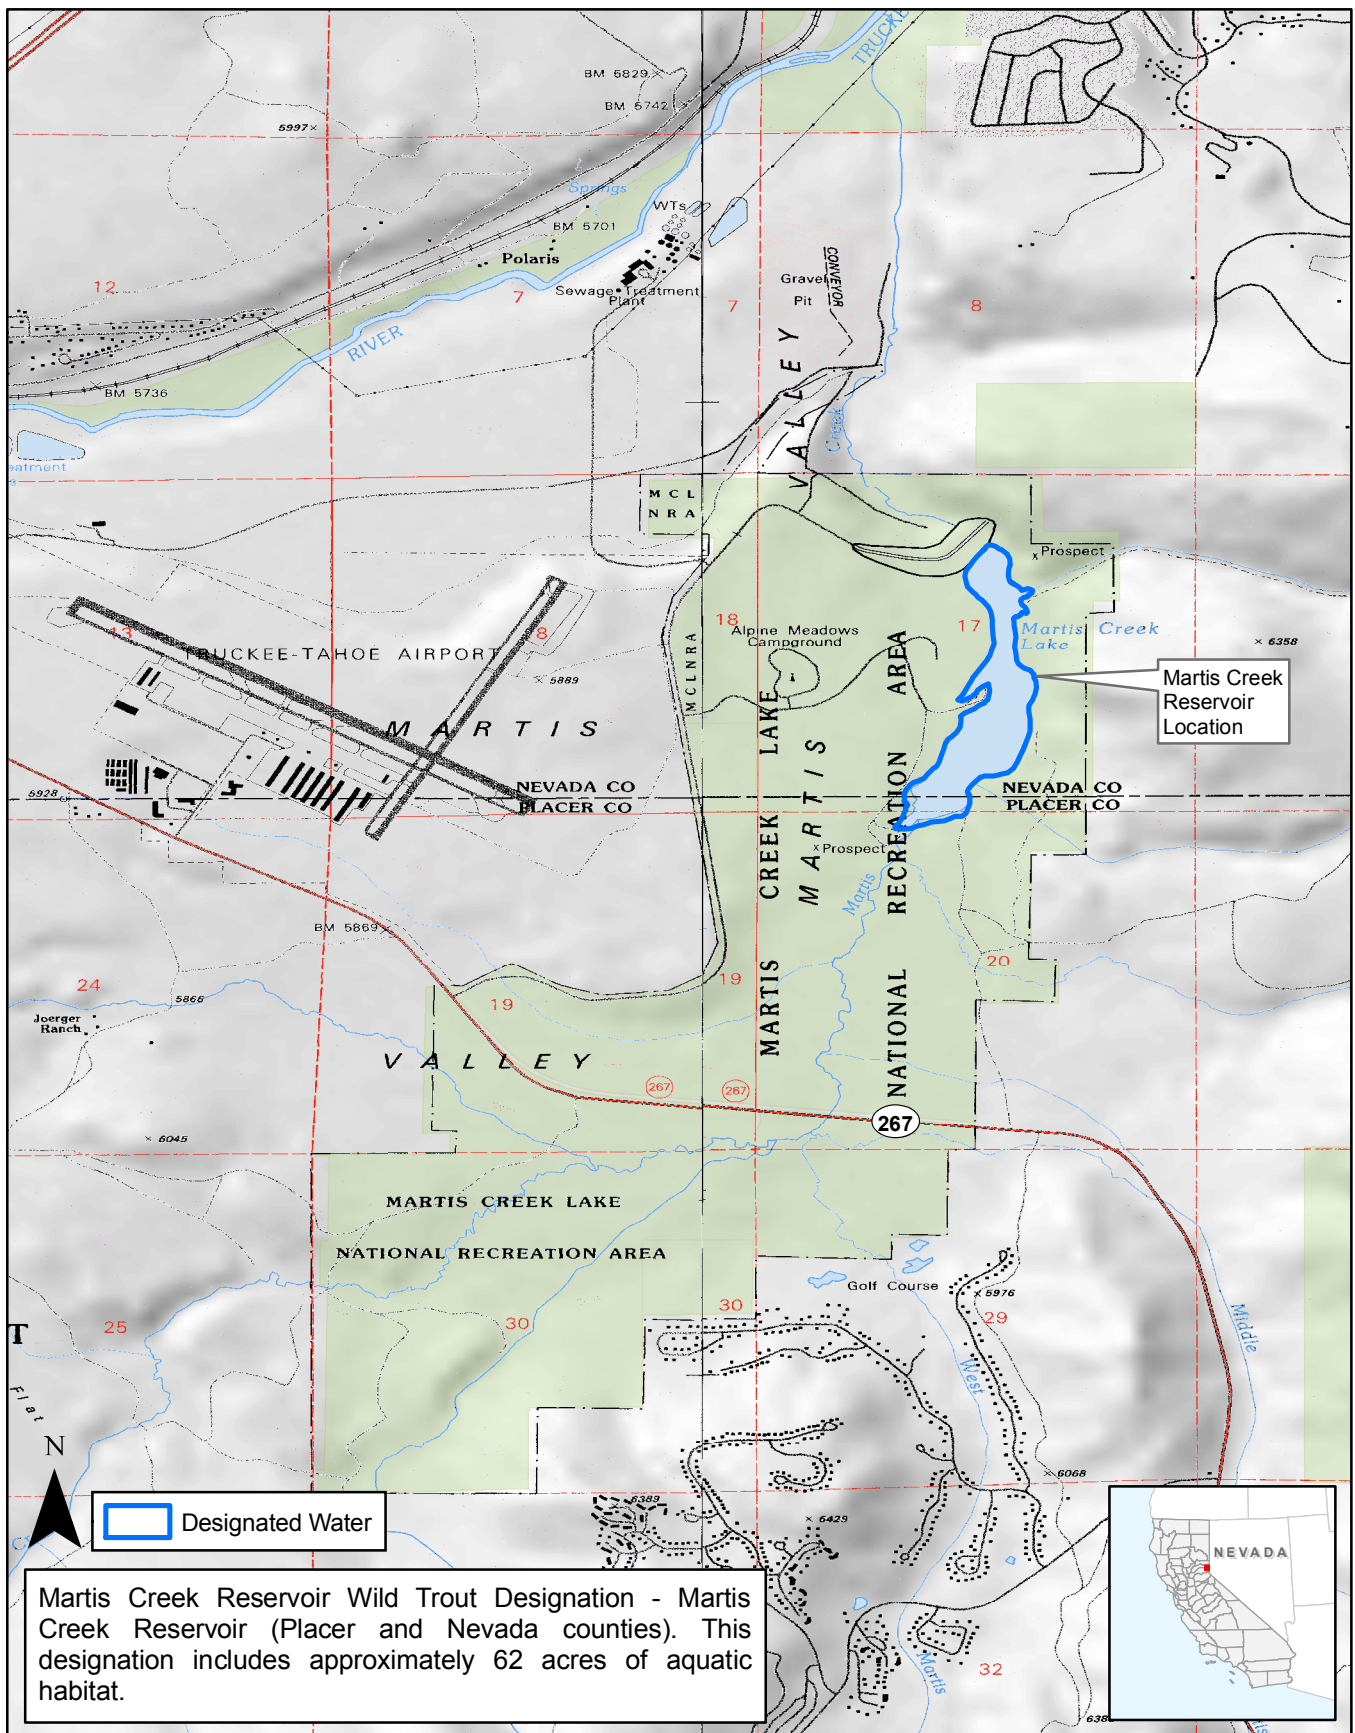 TRUCKE
BM 5829
BM 5742
5997
Springs
WTs
BM 5701
Polaris
Sewage Treatment
Plant
12
7
7
8
Gravel
Pit
CONVEYOR
RIVER
BM 5736
VALLEY
Creek
eatment
M C L
N R A
Prospect
13
8
18
17
TRUCKEE-TAHOE AIRPORT
Alpine Meadows
Campground
Martis Creek
Lake
6358
5889
MCLNRA
Martis Creek
Reservoir
Location
MARTIS
NEVADA CO
PLACER CO
NEVADA CO
PLACER CO
5928
Prospect
MARTIS
MARTIS CREEK LAKE
NATIONAL RECREATION AREA
Martis
BM 5869
24
19
19
20
5866
Joerger
Ranch
VALLEY
267
267
267
6045
MARTIS CREEK LAKE
NATIONAL RECREATION AREA
Golf Course
5976
25
30
30
29
Middle
West
T
Flat
N
6068
6389
6429
Designated Water
NEVADA
Martis Creek Reservoir Wild Trout Designation - Martis
Creek Reservoir (Placer and Nevada counties). This
designation includes approximately 62 acres of aquatic
habitat.
Martis
32